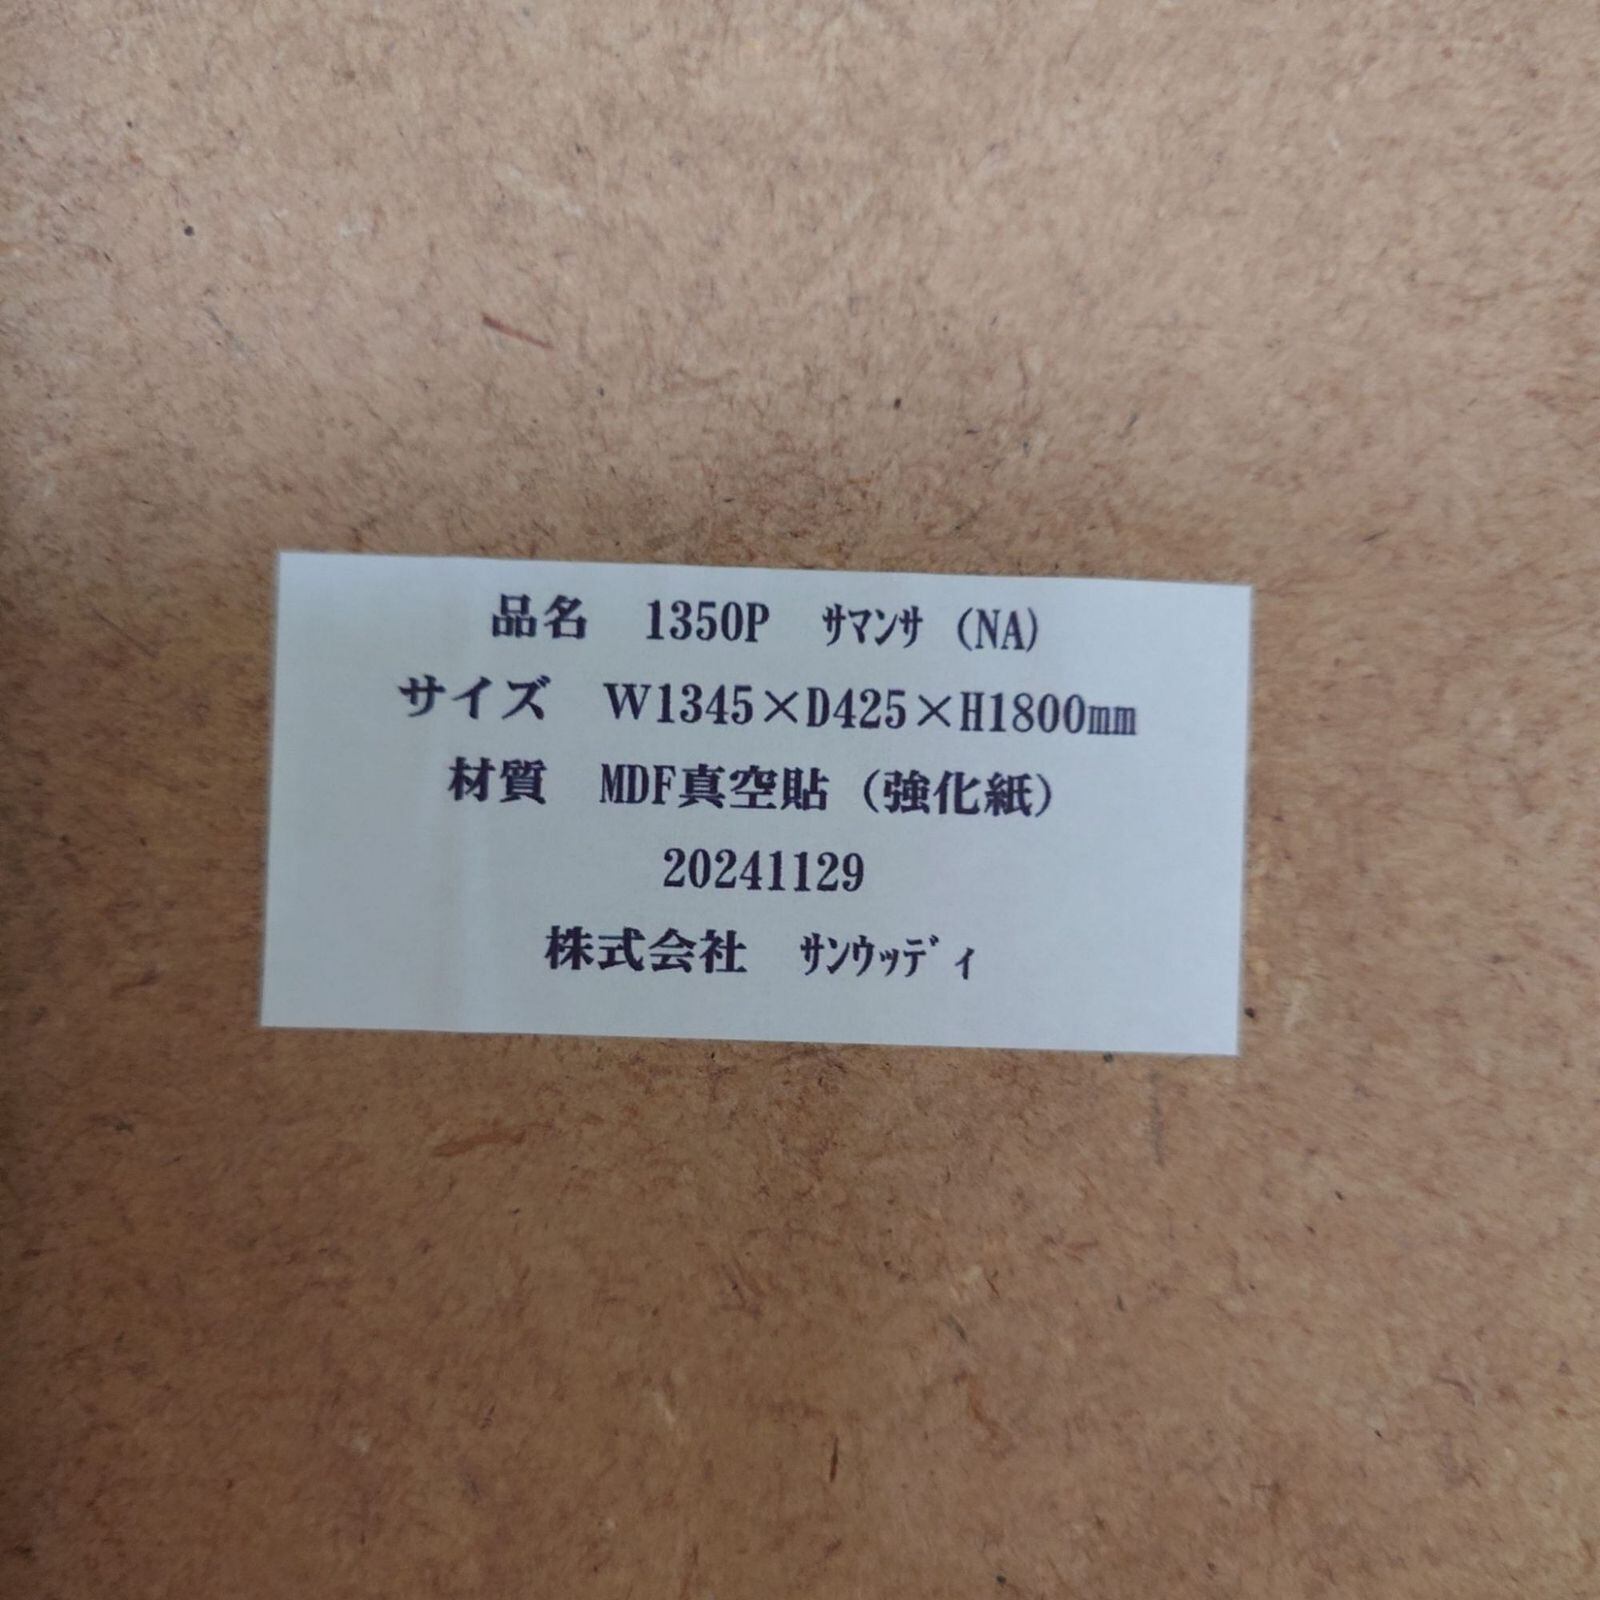 品名　1350P　ｻﾏﾝｻ (NA)
サイズ　W1345×D425×H1800mm
材質　MDF真空貼（強化紙）
20241129
株式会社　ｻﾝｳｯﾃﾞｨ